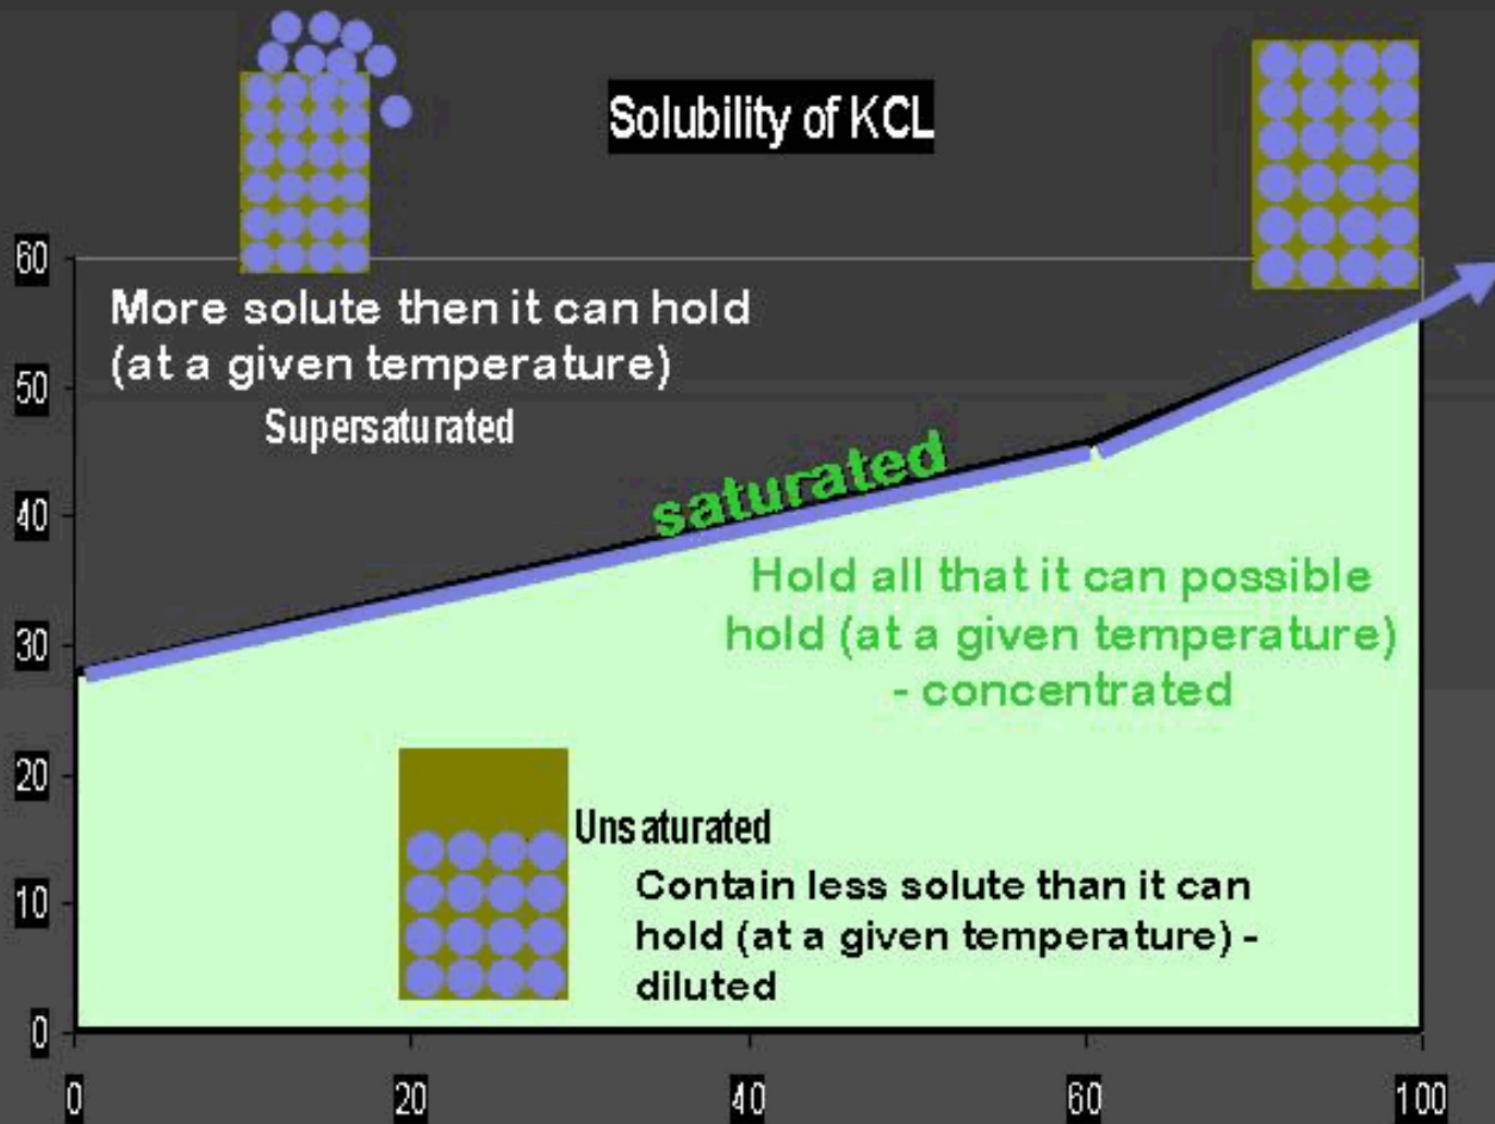 Solubility of KCL
60
More solute then it can hold
(at a given temperature)
50
Supersaturated
saturated
40
Hold all that it can possible
hold (at a given temperature)
- concentrated
30
20
Unsaturated
Contain less solute than it can
10
hold (at a given temperature) -
diluted
0
0 20 40 60 100